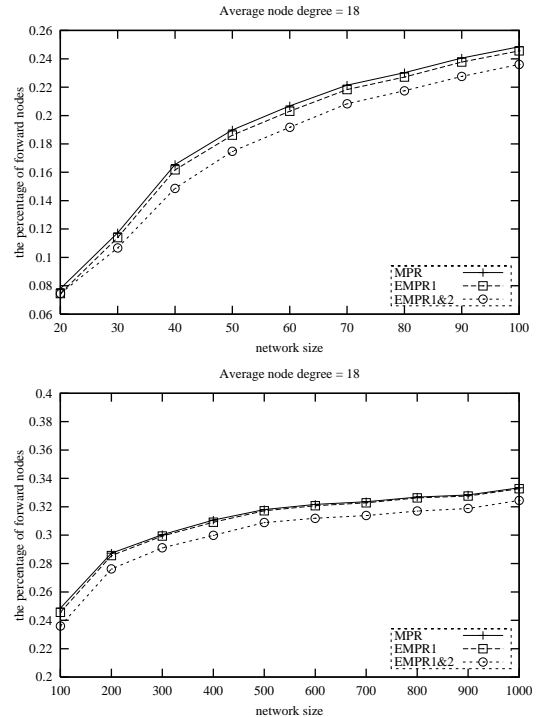 Average node degree = 18
0.26
0.24
0.22
0.2
0.18
0.16
0.14
0.12
0.1
0.08
0.06
the percentage of forward nodes
MPR
EMPR1
EMPR1&2
20 30 40 50 60 70 80 90 100
network size
Average node degree = 18
0.4
0.38
0.36
0.34
0.32
0.3
0.28
0.26
0.24
0.22
0.2
the percentage of forward nodes
MPR
EMPR1
EMPR1&2
100 200 300 400 500 600 700 800 900 1000
network size